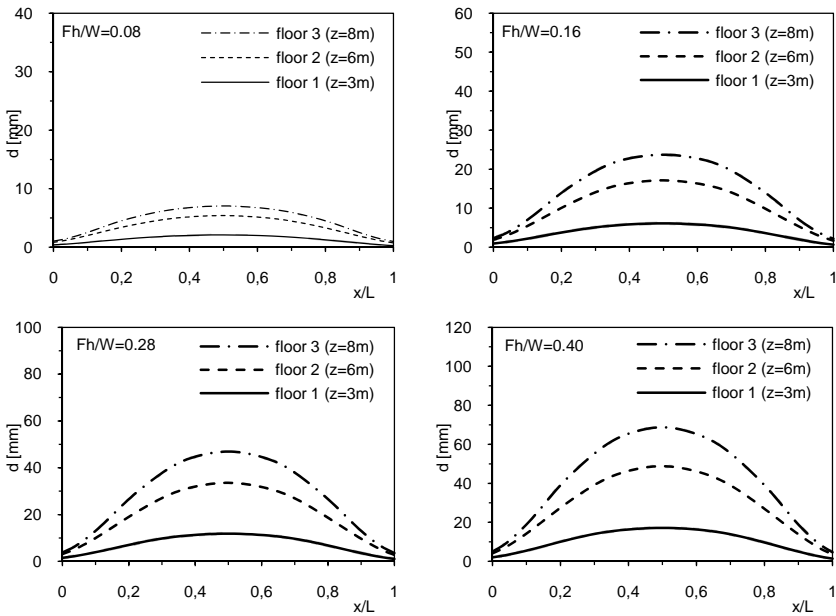 Fh/W=0.08
floor 3 (z=8m)
floor 2 (z=6m)
floor 1 (z=3m)
d [mm]
40
30
20
10
0
0 0,2 0,4 0,6 0,8 1
x/L
Fh/W=0.16
floor 3 (z=8m)
floor 2 (z=6m)
floor 1 (z=3m)
d [mm]
60
50
40
30
20
10
0
0 0,2 0,4 0,6 0,8 1
x/L
Fh/W=0.28
floor 3 (z=8m)
floor 2 (z=6m)
floor 1 (z=3m)
d [mm]
100
80
60
40
20
0
0 0,2 0,4 0,6 0,8 1
x/L
Fh/W=0.40
floor 3 (z=8m)
floor 2 (z=6m)
floor 1 (z=3m)
d [mm]
120
100
80
60
40
20
0
0 0,2 0,4 0,6 0,8 1
x/L